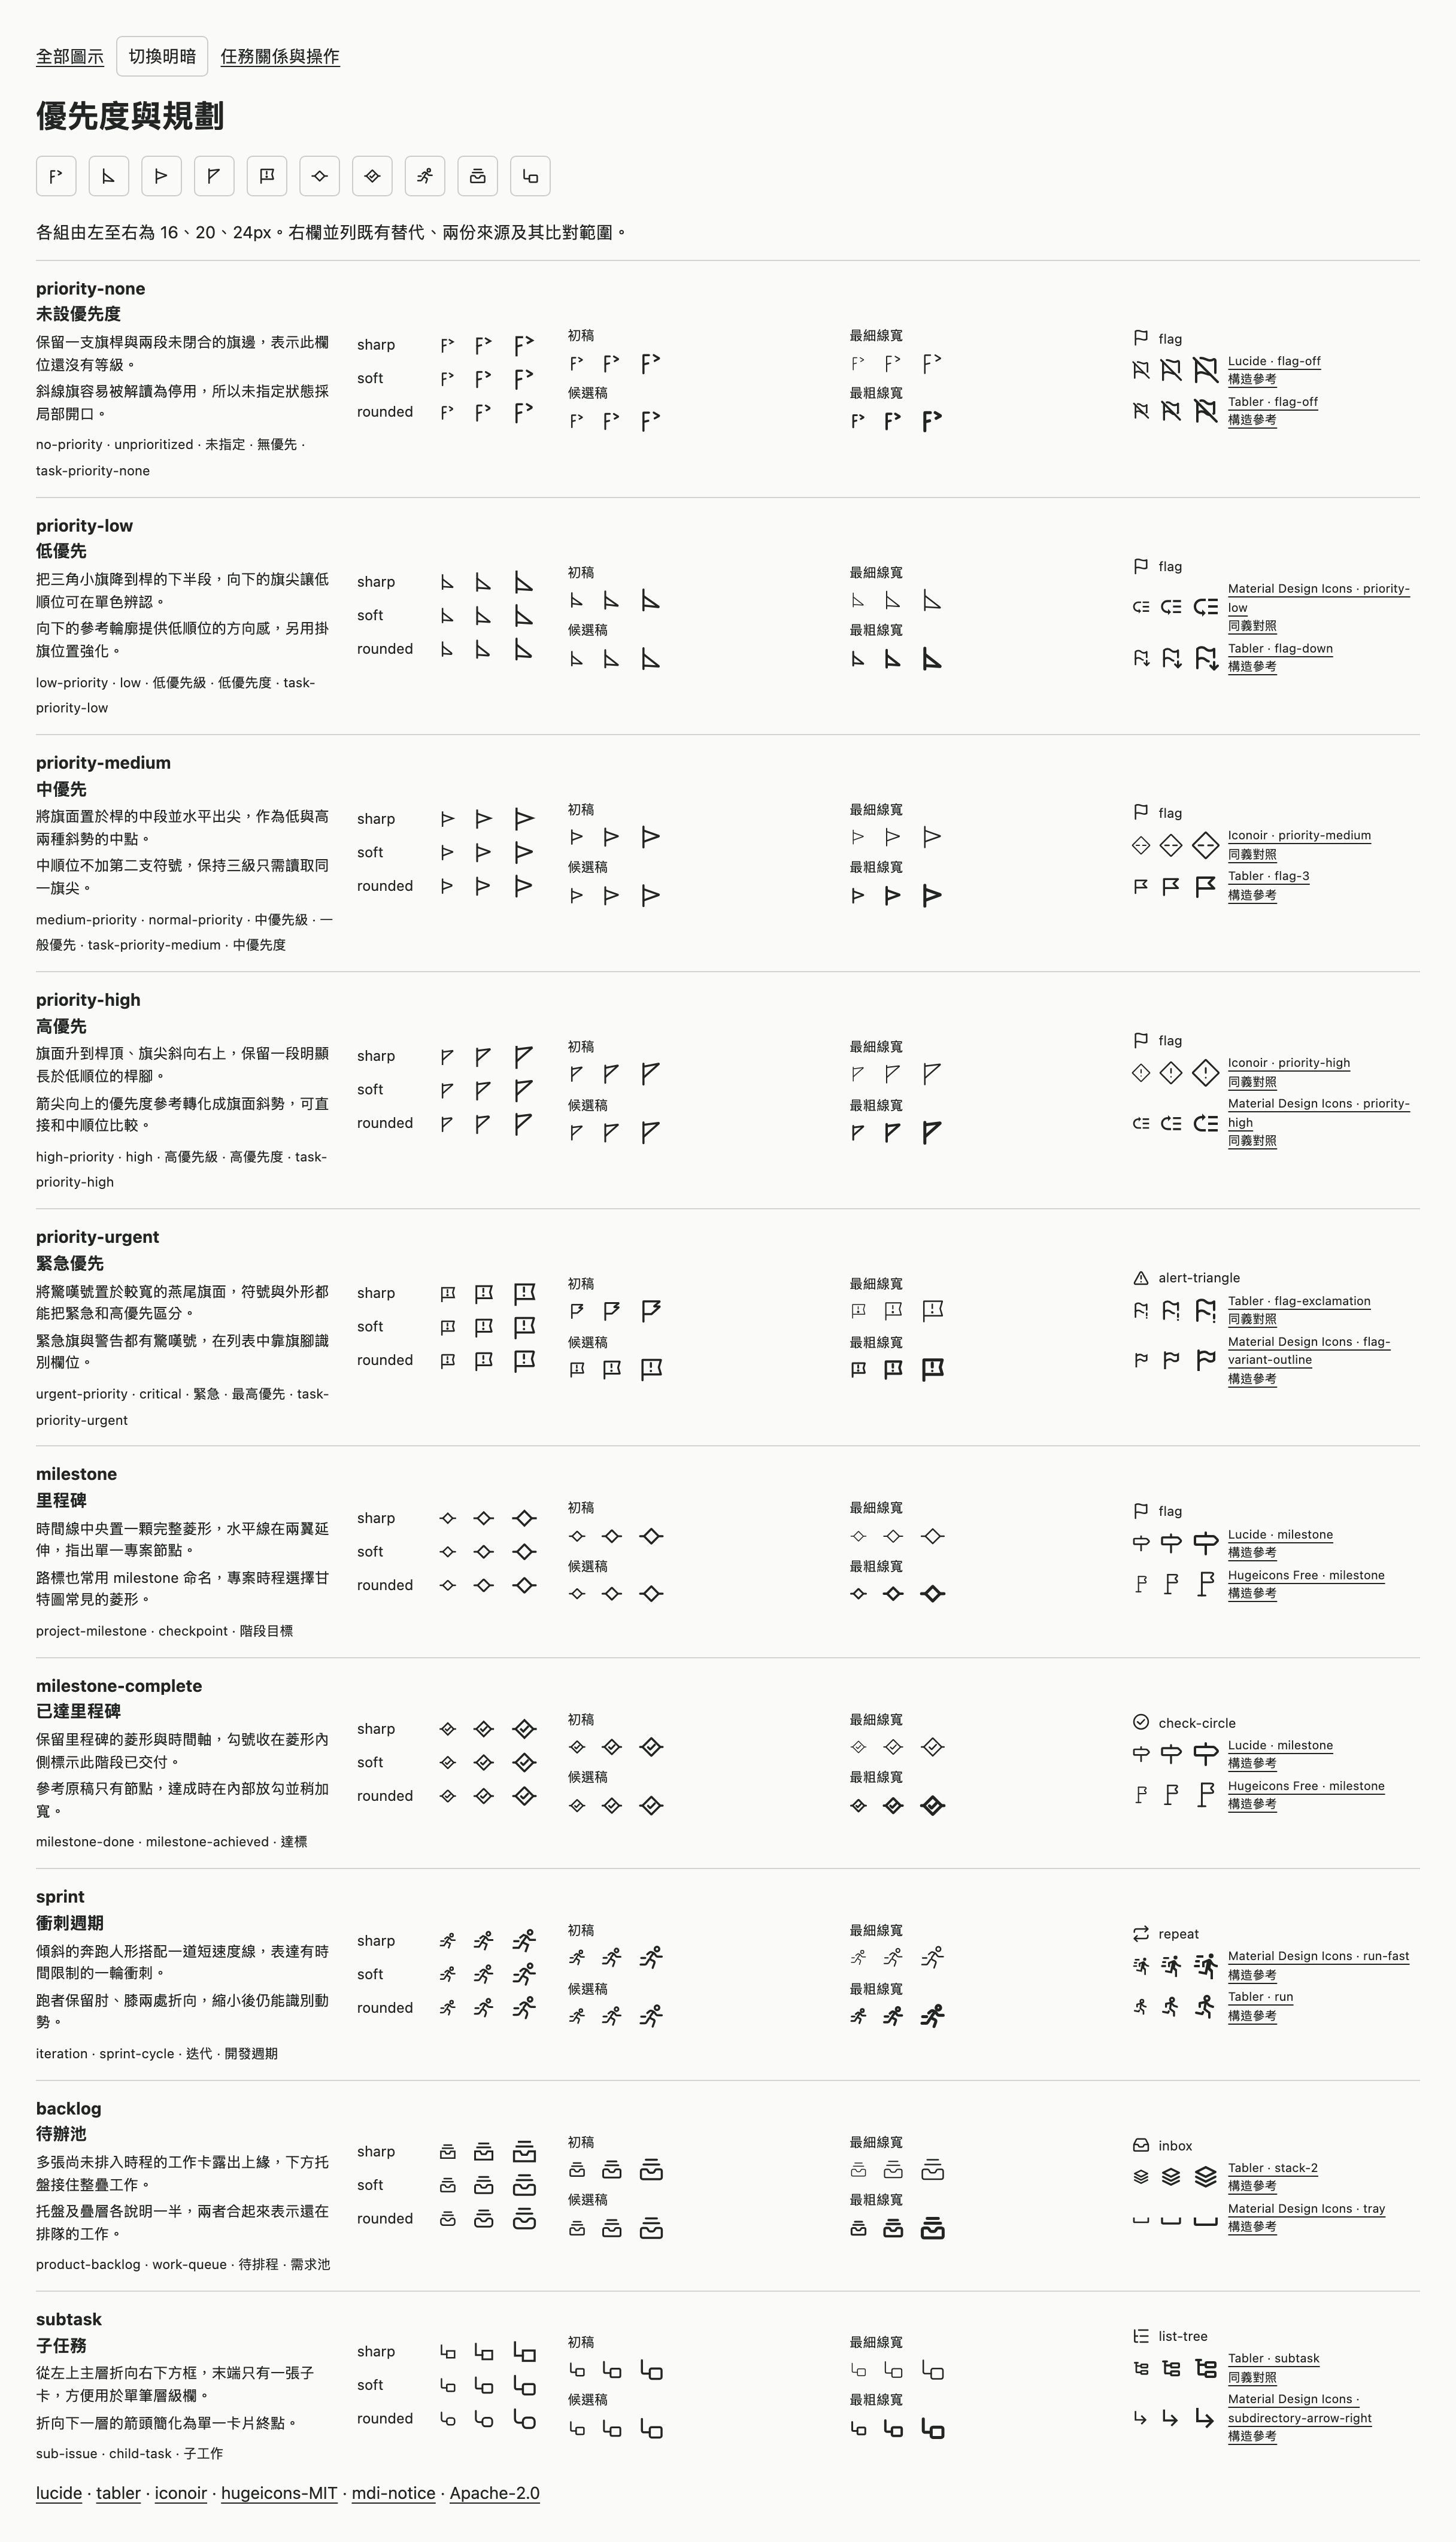 全部圖示 切換明暗 任務關係與操作
優先度與規劃
各組由左至右為 16、20、24px。右欄並列既有替代、兩份來源及其比對範圍。
priority-none
未設優先度
保留一支旗桿與兩段未閉合的旗邊，表示此欄
位還沒有等級。
斜線旗容易被解讀為停用，所以未指定狀態採
局部開口。
no-priority · unprioritized · 未指定 · 無優先 ·
task-priority-none
sharp
soft
rounded
初稿
候選稿
最細線寬
最粗線寬
flag
Lucide · flag-off
構造參考
Tabler · flag-off
構造參考
priority-low
低優先
把三角小旗降到桿的下半段，向下的旗尖讓低
順位可在單色辨認。
向下的參考輪廓提供低順位的方向感，另用掛
旗位置強化。
low-priority · low · 低優先級 · 低優先度 · task-
priority-low
sharp
soft
rounded
初稿
候選稿
最細線寬
最粗線寬
flag
Material Design Icons · priority-
low
同義對照
Tabler · flag-down
構造參考
priority-medium
中優先
將旗面置於桿的中段並水平出尖，作為低與高
兩種斜勢的中點。
中順位不加第二支符號，保持三級只需讀取同
一旗尖。
medium-priority · normal-priority · 中優先級 · 一
般優先 · task-priority-medium · 中優先度
sharp
soft
rounded
初稿
候選稿
最細線寬
最粗線寬
flag
Iconoir · priority-medium
同義對照
Tabler · flag-3
構造參考
priority-high
高優先
旗面升到桿頂、旗尖斜向右上，保留一段明顯
長於低順位的桿腳。
箭尖向上的優先度參考轉化成旗面斜勢，可直
接和中順位比較。
high-priority · high · 高優先級 · 高優先度 · task-
priority-high
sharp
soft
rounded
初稿
候選稿
最細線寬
最粗線寬
flag
Iconoir · priority-high
同義對照
Material Design Icons · priority-
high
同義對照
priority-urgent
緊急優先
將驚嘆號置於較寬的燕尾旗面，符號與外形都
能把緊急和高優先區分。
緊急旗與警告都有驚嘆號，在列表中靠旗腳識
別欄位。
urgent-priority · critical · 緊急 · 最高優先 · task-
priority-urgent
sharp
soft
rounded
初稿
候選稿
最細線寬
最粗線寬
alert-triangle
Tabler · flag-exclamation
同義對照
Material Design Icons · flag-
variant-outline
構造參考
milestone
里程碑
時間線中央置一顆完整菱形，水平線在兩翼延
伸，指出單一專案節點。
路標也常用 milestone 命名，專案時程選擇甘
特圖常見的菱形。
project-milestone · checkpoint · 階段目標
sharp
soft
rounded
初稿
候選稿
最細線寬
最粗線寬
flag
Lucide · milestone
構造參考
Hugeicons Free · milestone
構造參考
milestone-complete
已達里程碑
保留里程碑的菱形與時間軸，勾號收在菱形內
側標示此階段已交付。
參考原稿只有節點，達成時在內部放勾並稍加
寬。
milestone-done · milestone-achieved · 達標
sharp
soft
rounded
初稿
候選稿
最細線寬
最粗線寬
check-circle
Lucide · milestone
構造參考
Hugeicons Free · milestone
構造參考
sprint
衝刺週期
傾斜的奔跑人形搭配一道短速度線，表達有時
間限制的一輪衝刺。
跑者保留肘、膝兩處折向，縮小後仍能識別動
勢。
iteration · sprint-cycle · 迭代 · 開發週期
sharp
soft
rounded
初稿
候選稿
最細線寬
最粗線寬
repeat
Material Design Icons · run-fast
構造參考
Tabler · run
構造參考
backlog
待辦池
多張尚未排入時程的工作卡露出上緣，下方托
盤接住整疊工作。
托盤及疊層各說明一半，兩者合起來表示還在
排隊的工作。
product-backlog · work-queue · 待排程 · 需求池
sharp
soft
rounded
初稿
候選稿
最細線寬
最粗線寬
inbox
Tabler · stack-2
構造參考
Material Design Icons · tray
構造參考
subtask
子任務
從左上主層折向右下方框，末端只有一張子
卡，方便用於單筆層級欄。
折向下一層的箭頭簡化為單一卡片終點。
sub-issue · child-task · 子工作
sharp
soft
rounded
初稿
候選稿
最細線寬
最粗線寬
list-tree
Tabler · subtask
同義對照
Material Design Icons ·
subdirectory-arrow-right
構造參考
lucide · tabler · iconoir · hugeicons-MIT · mdi-notice · Apache-2.0